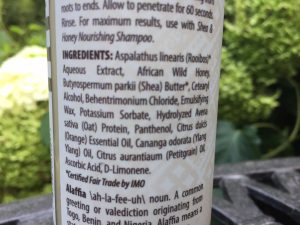 roots to ends. Allow to penetrate for 60 seconds.
Rinse. For maximum results, use with Shea &
Honey Nourishing Shampoo.
INGREDIENTS: Aspalathus linearis (Rooibos)*
Aqueous Extract, African Wild Honey,
Butyrospermum parkii (Shea) Butter*, Cetearyl
Alcohol, Behentrimonium Chloride, Emulsifying
Wax, Potassium Sorbate, Hydrolyzed Avena
sativa (Oat) Protein, Panthenol, Citrus dulcis
(Orange) Essential Oil, Cananga odorata (Ylang
Ylang) Oil, Citrus aurantium (Petitgrain) Oil,
Ascorbic Acid, D-Limonene.
*Certified Fair Trade by IMO
Alaffia \ah-la-fee-uh\ noun. A common
greeting or valediction originating from
Togo, Benin, and Nigeria. Alaffia means a